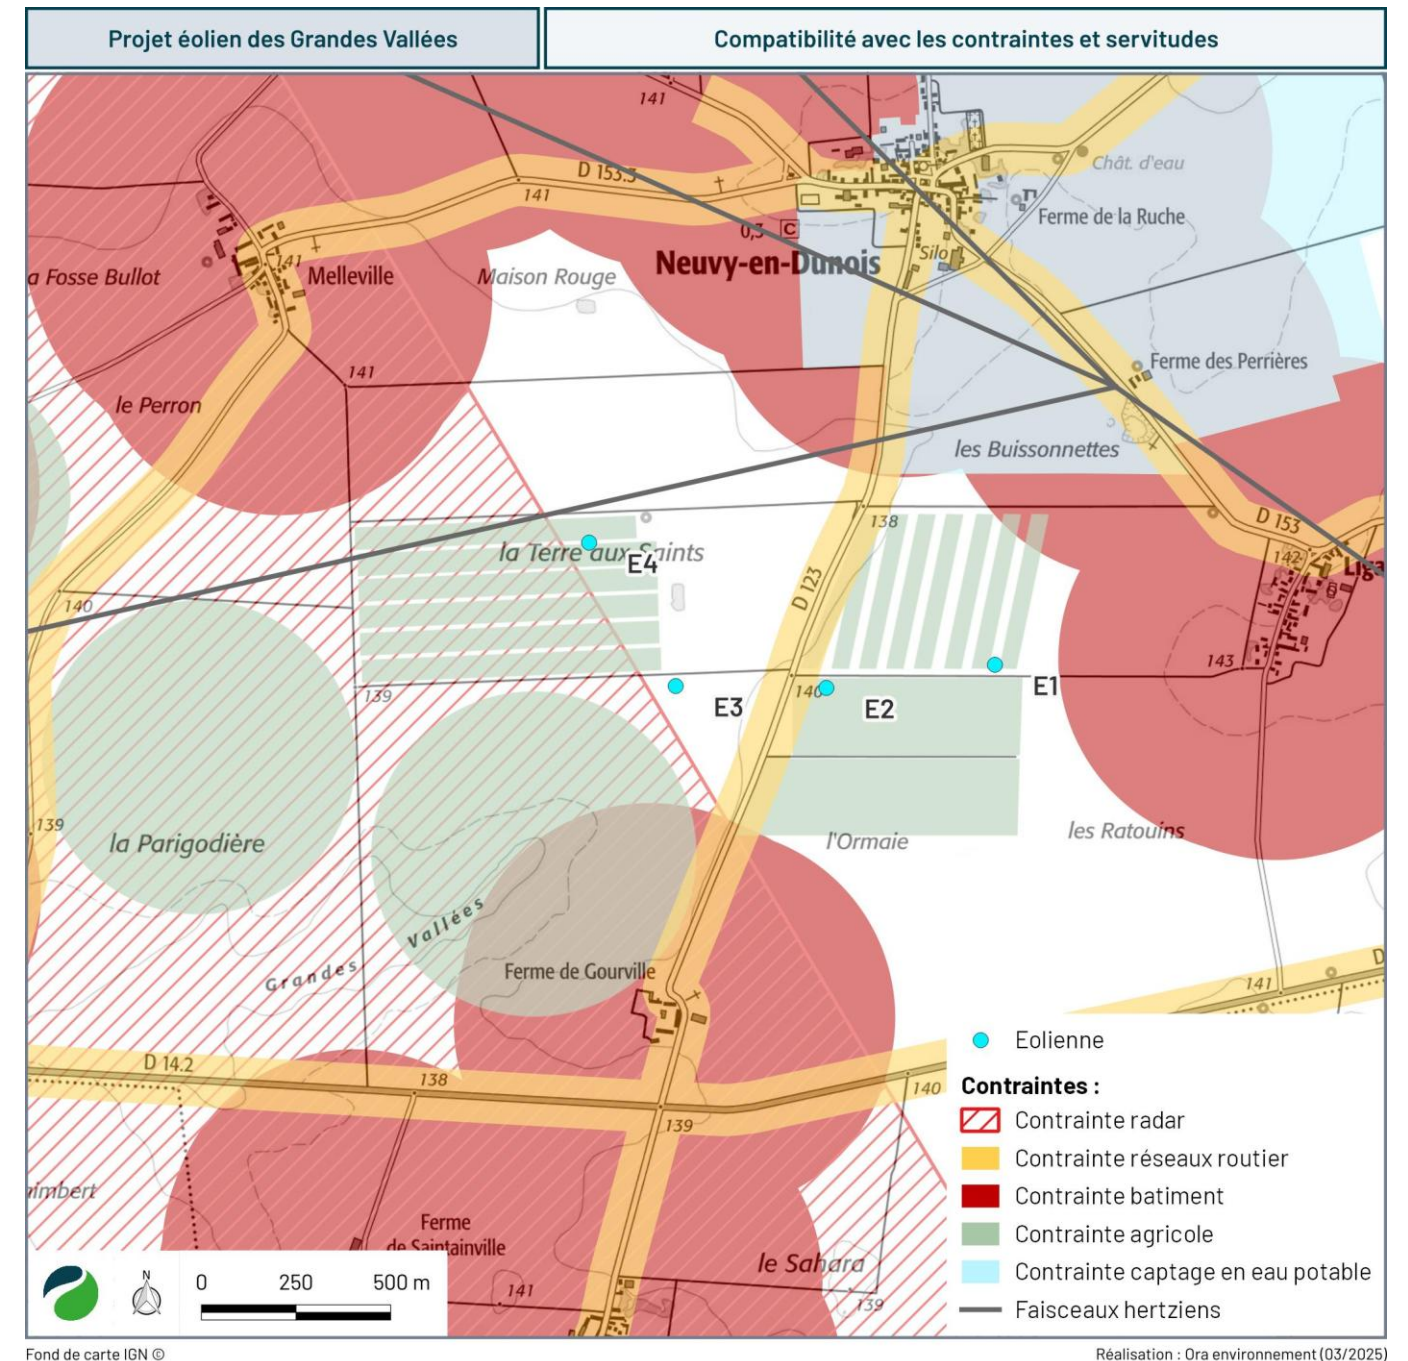 Projet éolien des Grandes Vallées
Compatibilité avec les contraintes et servitudes
141
D 153.3
141
Chât. d'eau
Ferme de la Ruche
0,3 C
Neuvy-en-Dunois
Silo
a Fosse Bullot
141
Melleville
Maison Rouge
141
le Perron
Ferme des Perrières
les Buissonnettes
138
D 153
142
Liga
la Terre aux Saints
E4
D 123
140
139
143
140
E3
E2
E1
139
la Parigodière
l'Ormaie
les Ratouins
Grandes Vallées
Ferme de Gourville
141
D
D 14.2
138
140
139
nimbert
Ferme
de Saintainville
141
le Sahara
139
Eolienne
Contraintes :
Contrainte radar
Contrainte réseaux routier
Contrainte batiment
Contrainte agricole
Contrainte captage en eau potable
Faisceaux hertziens
N
0 250 500 m
Fond de carte IGN ©
Réalisation : Ora environnement (03/2025)